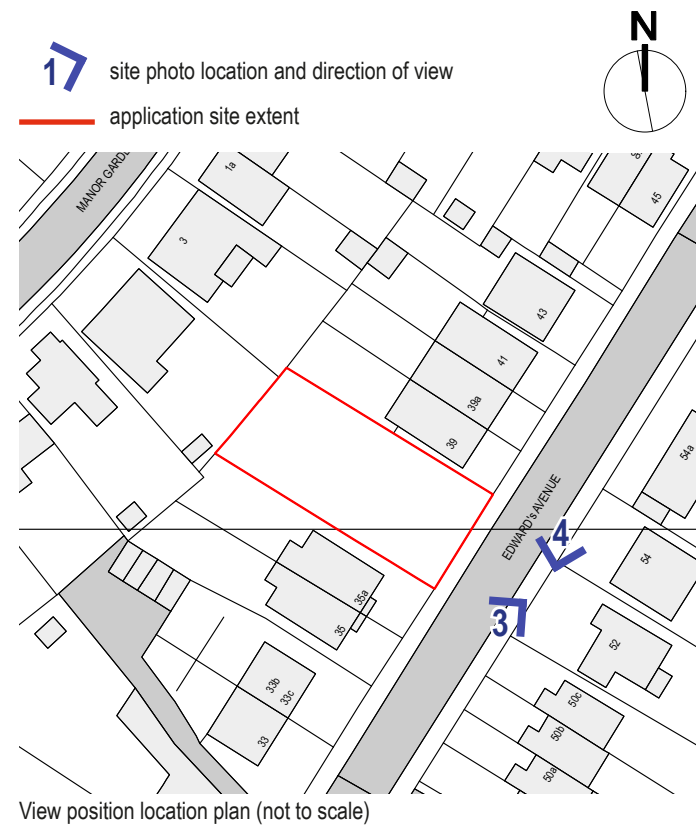 N
1 site photo location and direction of view
application site extent
MANOR GARDE
1a
3
45
43
41
39a
39
EDWARD's AVENUE
54a
4
54
3
35a
35
52
33b
33c
33
50c
50b
50a
View position location plan (not to scale)